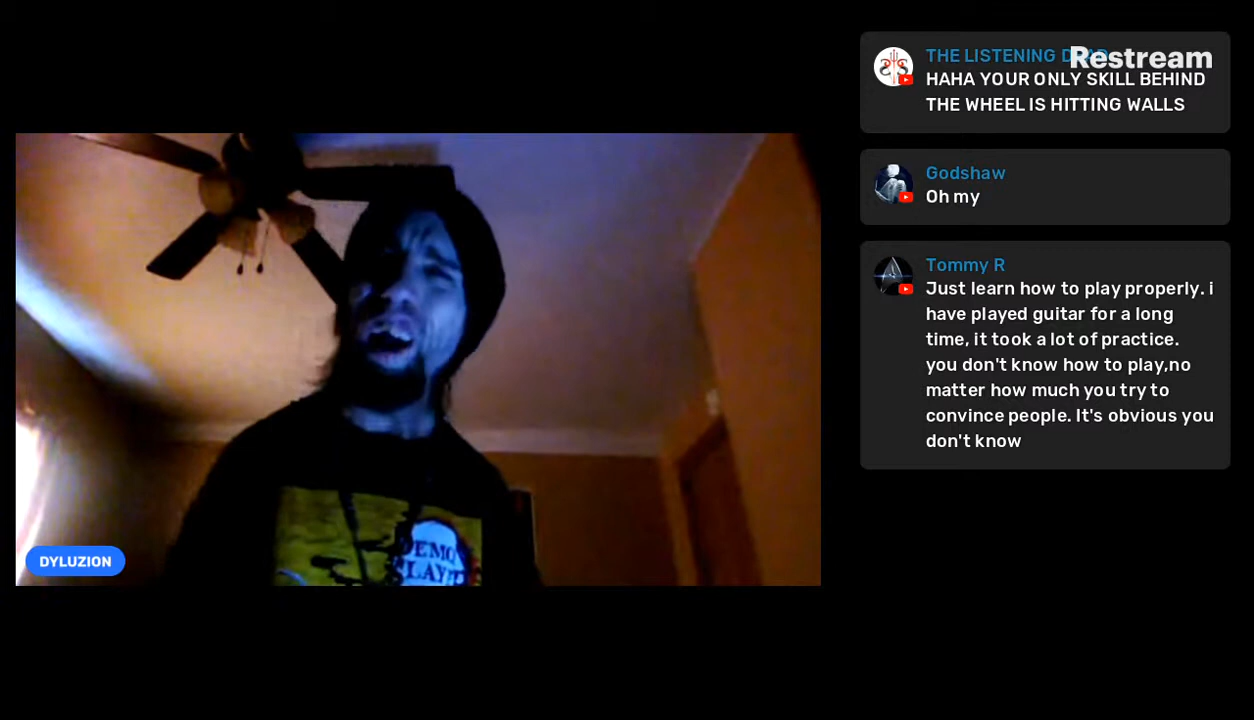 THE LISTENING D
Restream
HAHA YOUR ONLY SKILL BEHIND
THE WHEEL IS HITTING WALLS
Godshaw
Oh my
Tommy R
Just learn how to play properly. i
have played guitar for a long
time, it took a lot of practice.
you don't know how to play,no
matter how much you try to
convince people. It's obvious you
don't know
DEMO
SLAY
DYLUZION